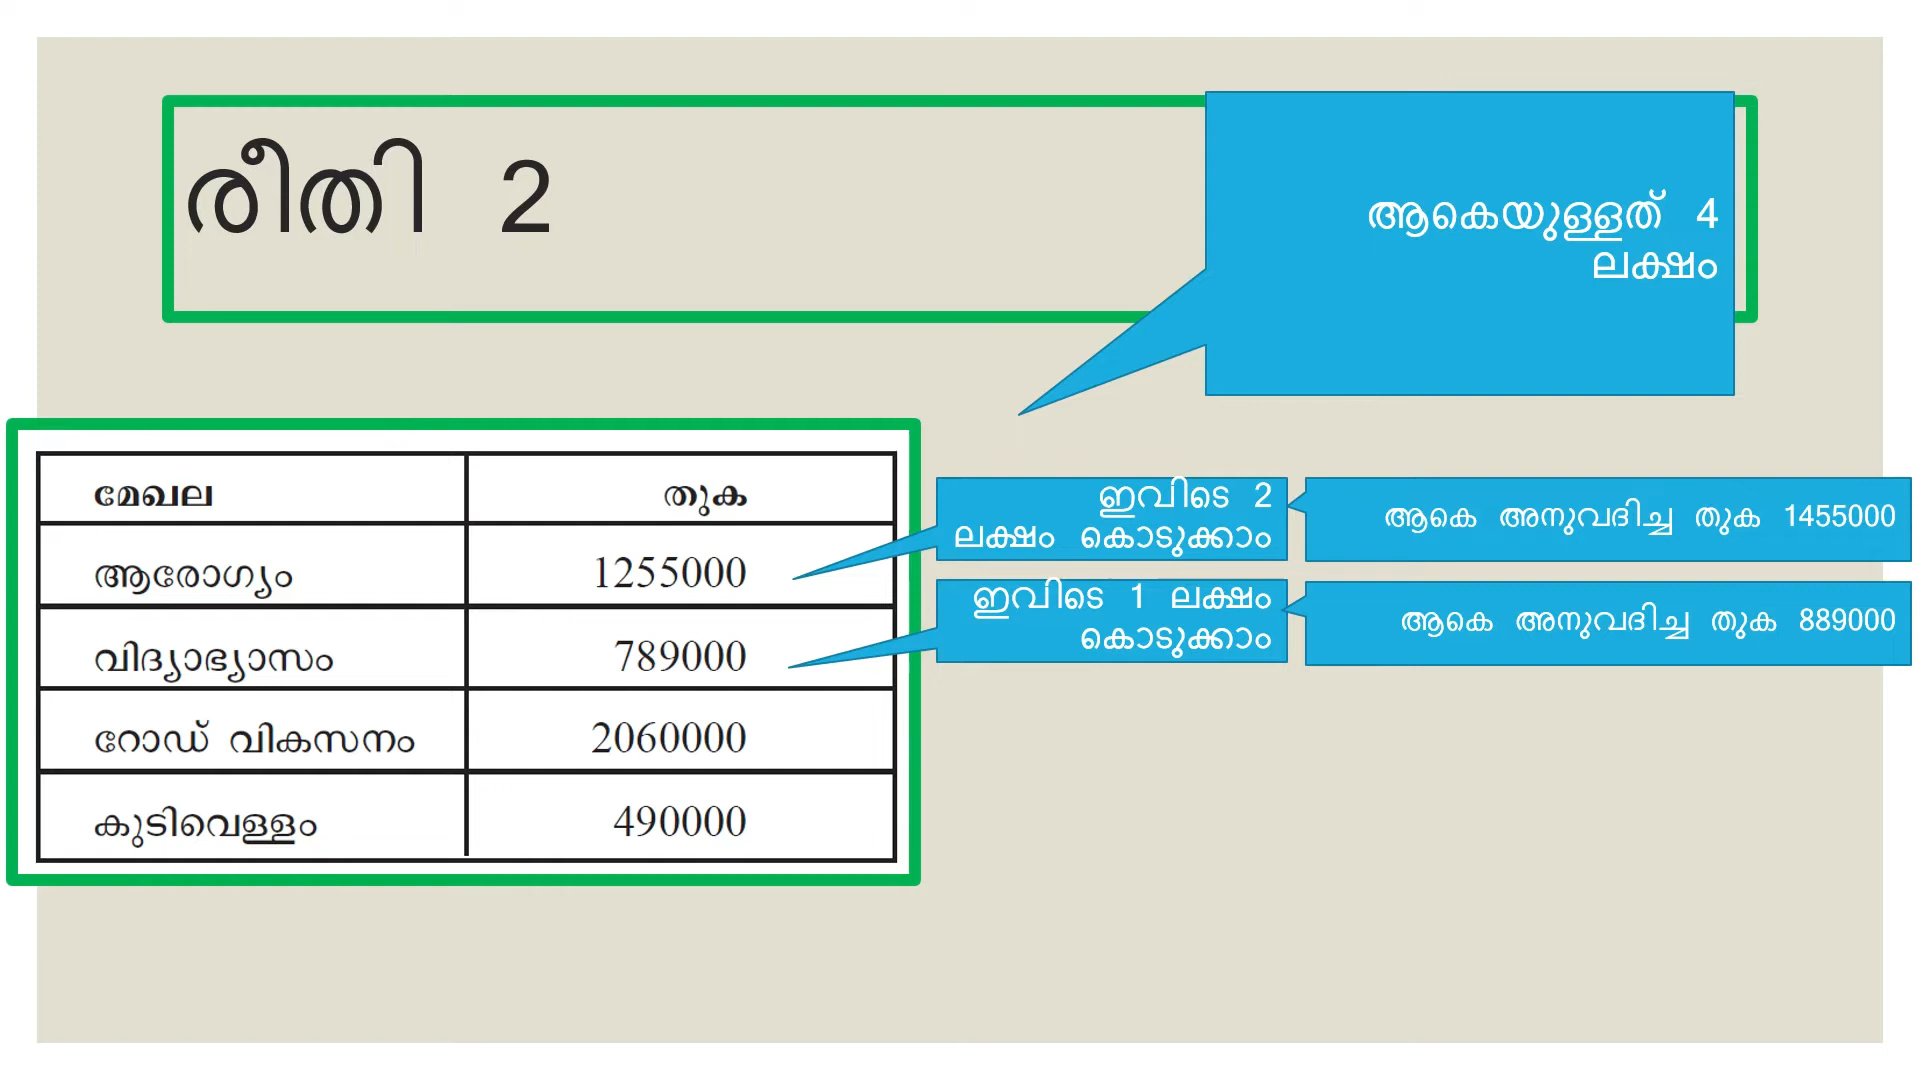 രീതി 2
ആകെയുള്ളത് 4
ലക്ഷം
മേഖല തുക
ആരോഗ്യം 1255000
വിദ്യാഭ്യാസം 789000
റോഡ് വികസനം 2060000
കുടിവെള്ളം 490000
ഇവിടെ 2
ലക്ഷം കൊടുക്കാം
ആകെ അനുവദിച്ച തുക 1455000
ഇവിടെ 1 ലക്ഷം
കൊടുക്കാം
ആകെ അനുവദിച്ച തുക 889000